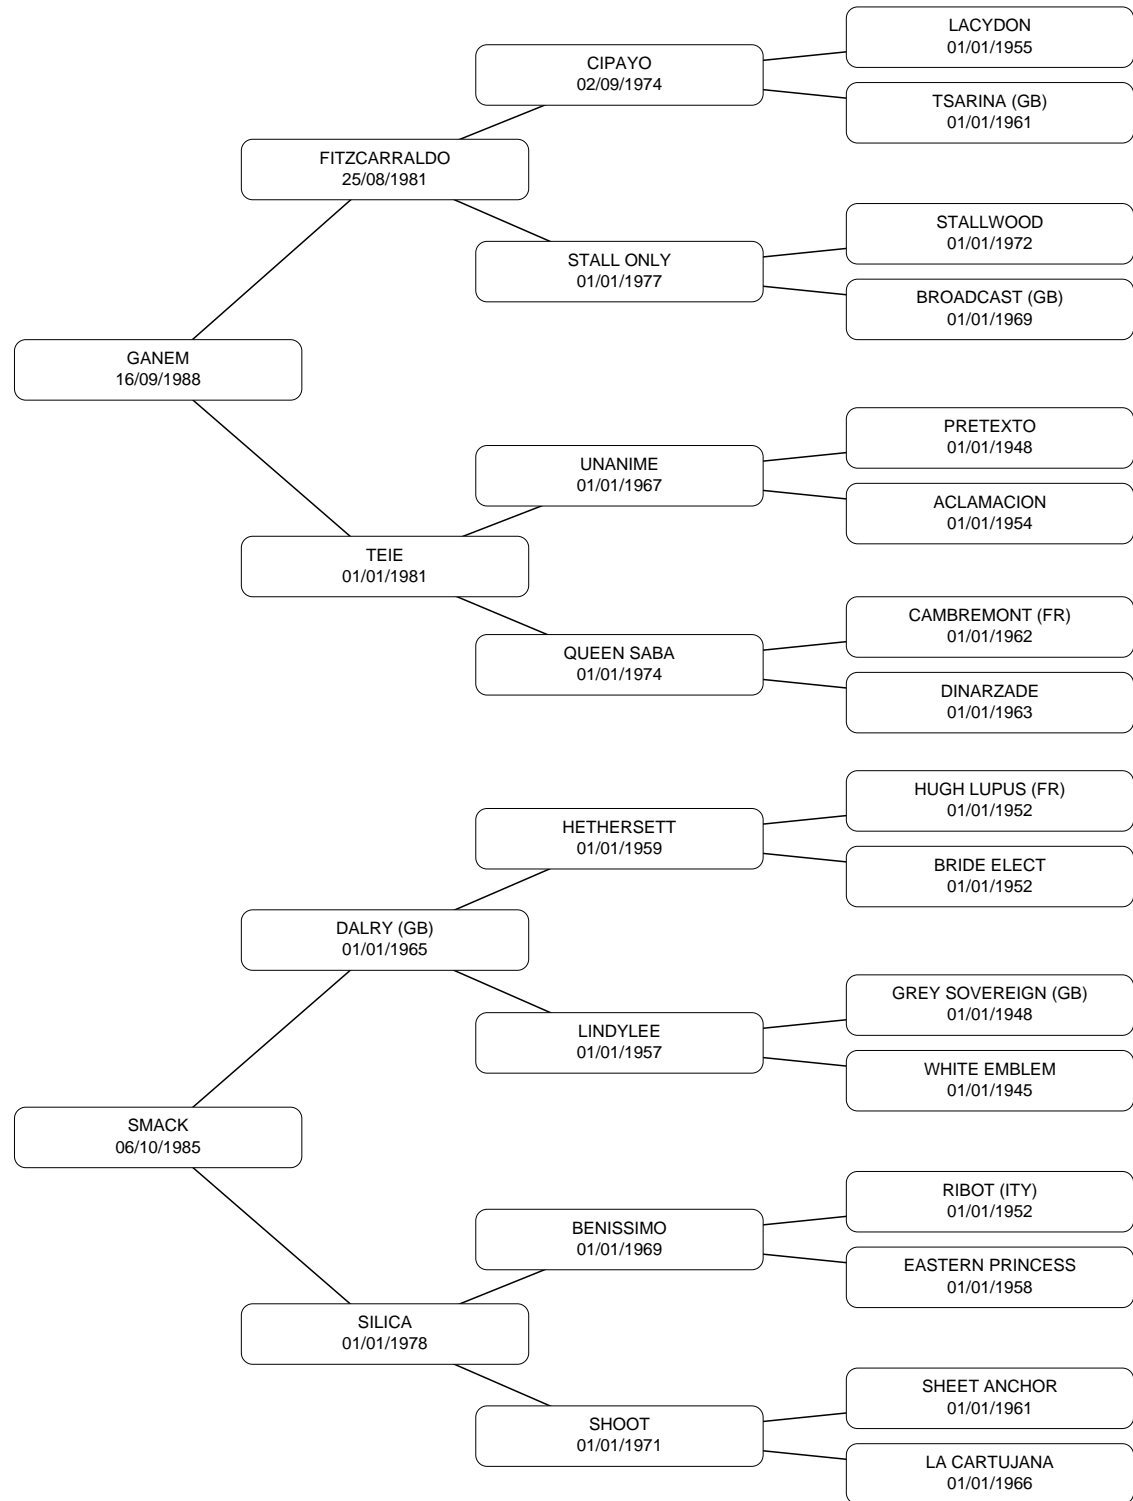 LACYDON
01/01/1955
CIPAYO
02/09/1974
TSARINA (GB)
01/01/1961
FITZCARRALDO
25/08/1981
STALLWOOD
01/01/1972
STALL ONLY
01/01/1977
BROADCAST (GB)
01/01/1969
GANEM
16/09/1988
PRETEXTO
01/01/1948
UNANIME
01/01/1967
ACLAMACION
01/01/1954
TEIE
01/01/1981
CAMBREMONT (FR)
01/01/1962
QUEEN SABA
01/01/1974
DINARZADE
01/01/1963
HUGH LUPUS (FR)
01/01/1952
HETHERSETT
01/01/1959
BRIDE ELECT
01/01/1952
DALRY (GB)
01/01/1965
GREY SOVEREIGN (GB)
01/01/1948
LINDYLEE
01/01/1957
WHITE EMBLEM
01/01/1945
SMACK
06/10/1985
RIBOT (ITY)
01/01/1952
BENISSIMO
01/01/1969
EASTERN PRINCESS
01/01/1958
SILICA
01/01/1978
SHEET ANCHOR
01/01/1961
SHOOT
01/01/1971
LA CARTUJANA
01/01/1966